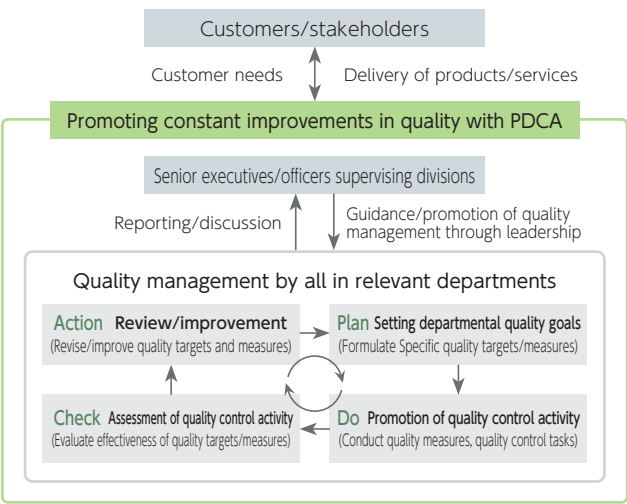 Customers/stakeholders
Customer needs
Delivery of products/services
Promoting constant improvements in quality with PDCA
Senior executives/officers supervising divisions
Reporting/discussion
Guidance/promotion of quality
management through leadership
Quality management by all in relevant departments
Action Review/improvement
(Revise/improve quality targets and measures)
Plan Setting departmental quality goals
(Formulate Specific quality targets/measures)
Check Assessment of quality control activity
(Evaluate effectiveness of quality targets/measures)
Do Promotion of quality control activity
(Conduct quality measures, quality control tasks)